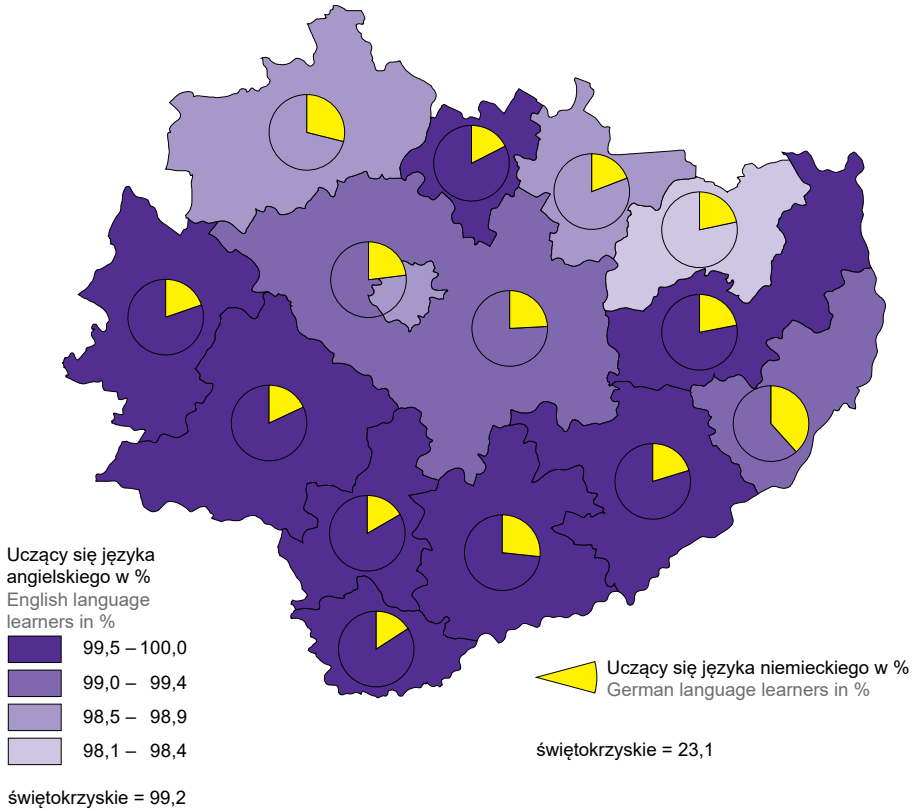 Uczący się języka
angielskiego w %
English language
learners in %
99,5 – 100,0
99,0 – 99,4
98,5 – 98,9
98,1 – 98,4
świętokrzyskie = 99,2
Uczący się języka niemieckiego w %
German language learners in %
świętokrzyskie = 23,1